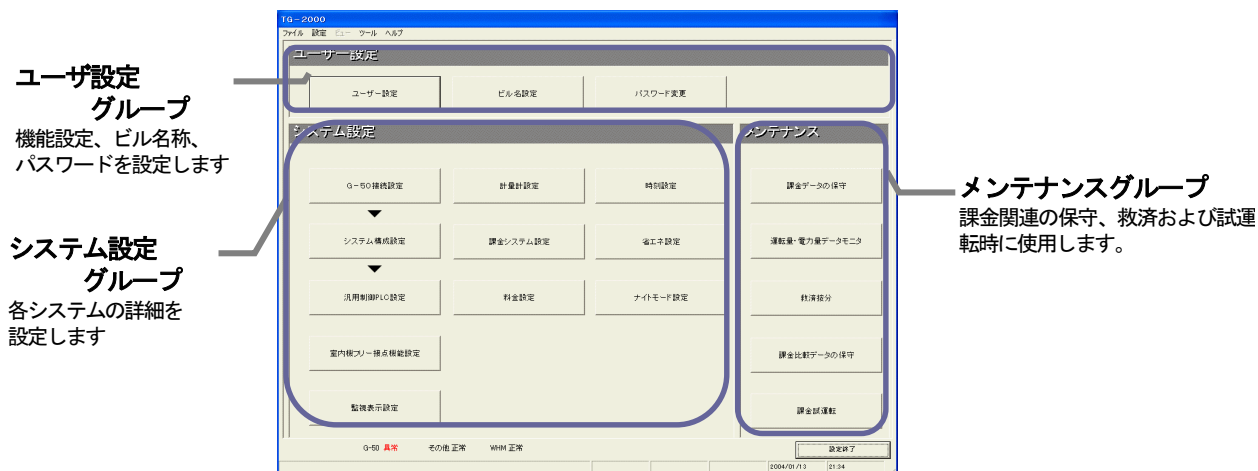 TG-2000
ファイル 設定 ビュー ツール ヘルプ
ユーザー設定
ユーザー設定 ビル名設定 パスワード変更
ユーザ設定
グループ
機能設定、ビル名称、
パスワードを設定します
システム設定
G-50接続設定 計量計設定 時刻設定
システム構成設定 課金システム設定 省エネ設定
汎用制御PLC設定 料金設定 ナイトモード設定
室内機フリー接点機能設定
監視表示設定
システム設定
グループ
各システムの詳細を
設定します
メンテナンス
課金データの保守
運転量・電力量データモニタ
救済按分
課金比較データの保守
課金試運転
メンテナンスグループ
課金関連の保守、救済および試運
転時に使用します。
G-50 異常 その他 正常 WHM 正常
設定終了
2004/01/13 21:34